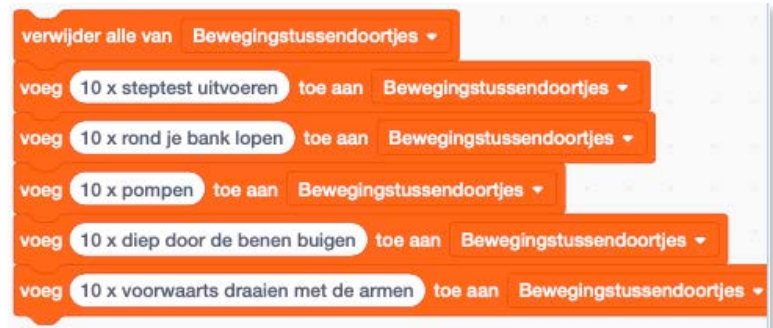 verwijder alle van Bewegingstussendoortjes
voeg 10 x steptest uitvoeren toe aan Bewegingstussendoortjes
voeg 10 x rond je bank lopen toe aan Bewegingstussendoortjes
voeg 10 x pompen toe aan Bewegingstussendoortjes
voeg 10 x diep door de benen buigen toe aan Bewegingstussendoortjes
voeg 10 x voorwaarts draaien met de armen toe aan Bewegingstussendoortjes